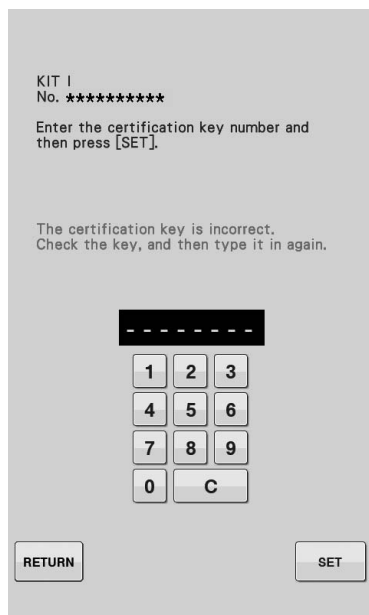 KIT I
No. **********
Enter the certification key number and
then press [SET].
The certification key is incorrect.
Check the key, and then type it in again.
- - - - - - - -
1 2 3
4 5 6
7 8 9
0 C
RETURN SET